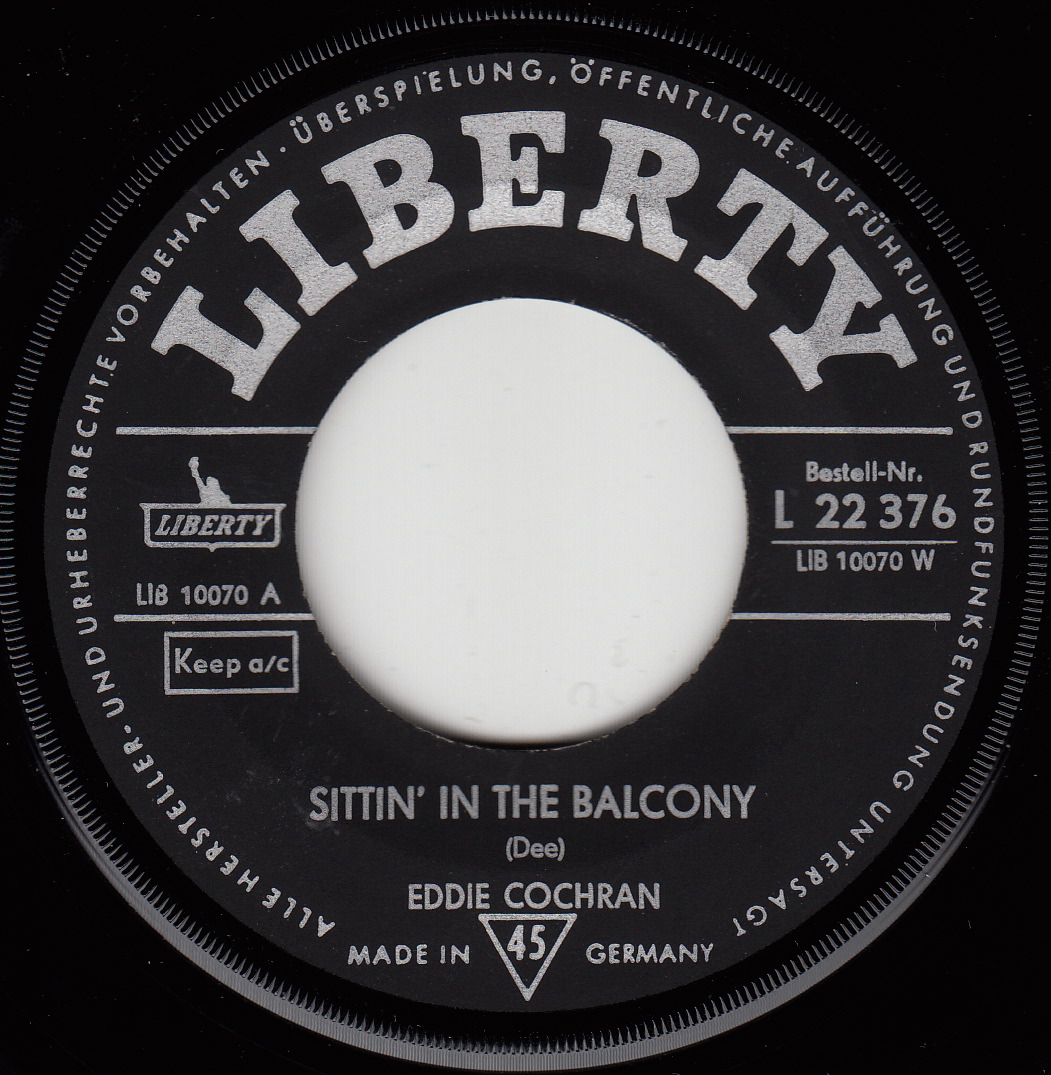 ALLE HERSTELLER- UND URHEBERRECHTE VORBEHALTEN · ÜBERSPIELUNG, ÖFFENTLICHE AUFFÜHRUNG UND RUNDFUNKSENDUNG UNTERSAGT
LIBERTY
LIBERTY
LIB 10070 A
Keep a/c
Bestell-Nr.
L 22 376
LIB 10070 W
SITTIN' IN THE BALCONY
(Dee)
EDDIE COCHRAN
MADE IN 45 GERMANY